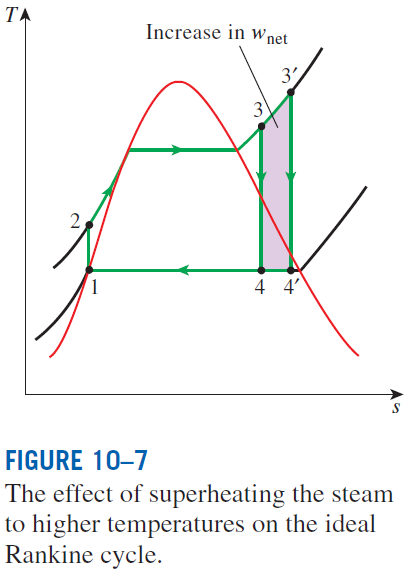 T
Increase in wnet
3′
3
2
1
4 4′
s
FIGURE 10–7
The effect of superheating the steam
to higher temperatures on the ideal
Rankine cycle.